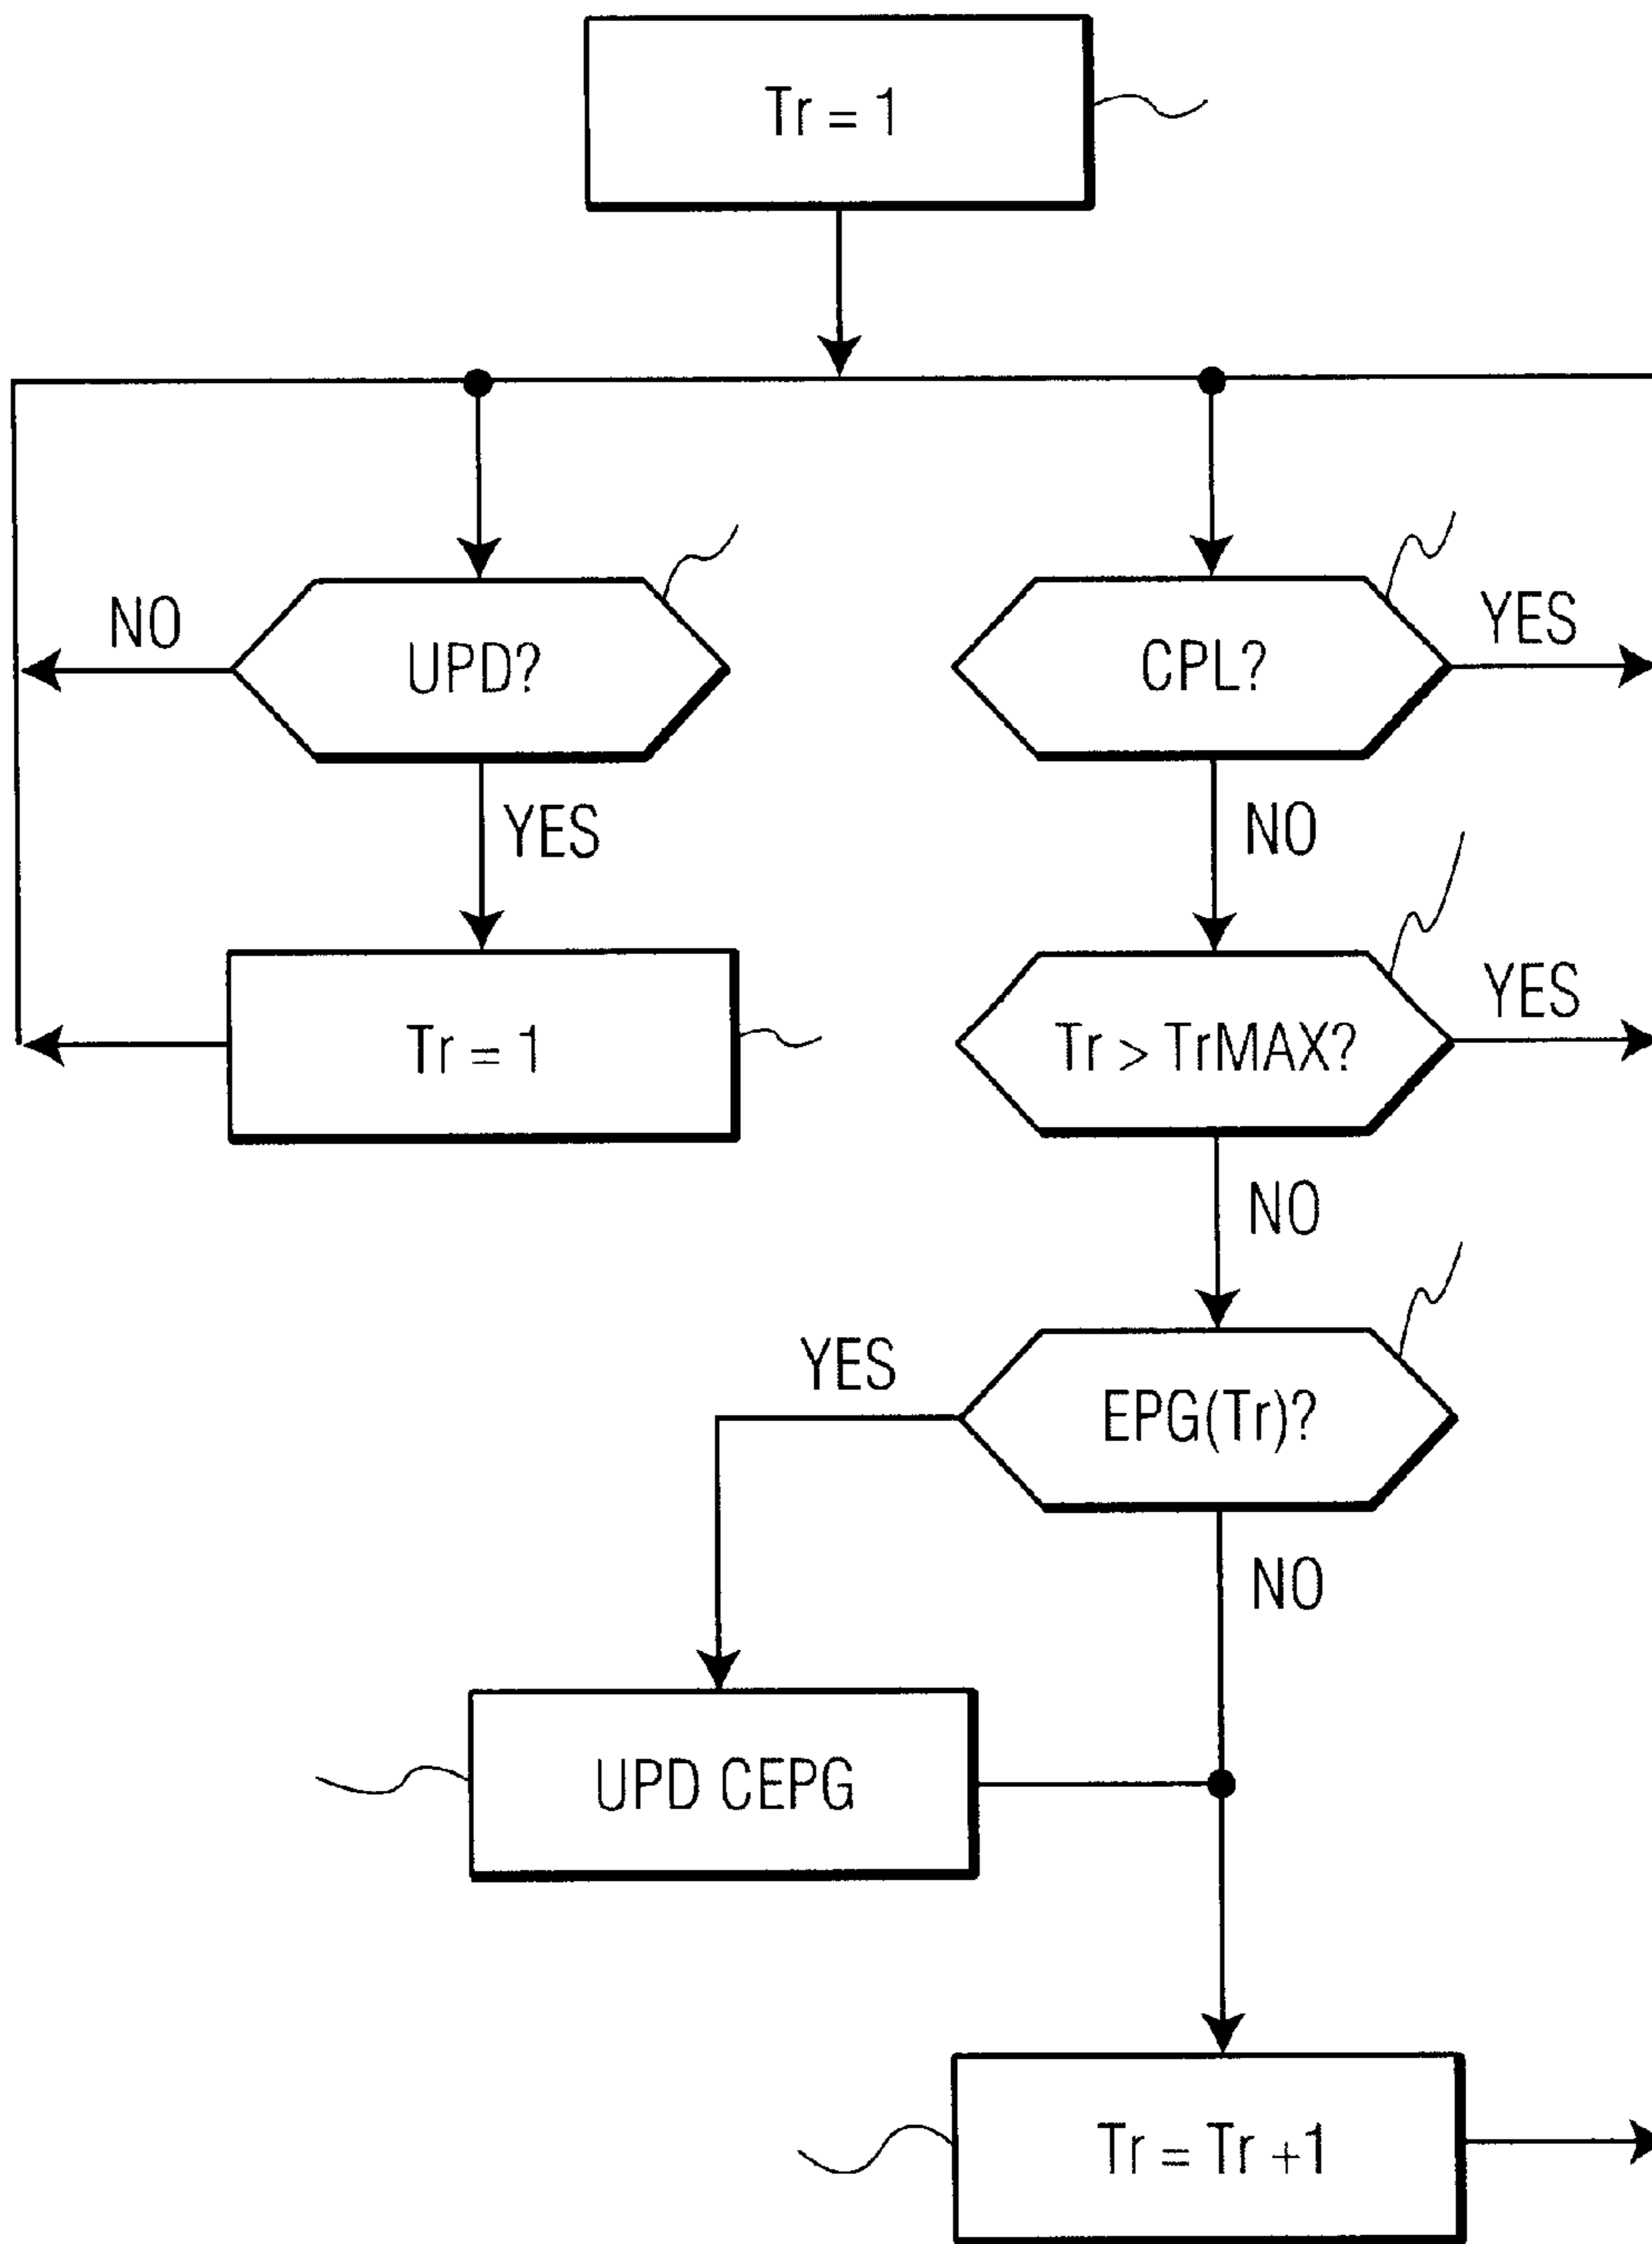 Tr = 1
NO
UPD?
CPL?
YES
YES
NO
Tr = 1
Tr > TrMAX?
YES
NO
YES
EPG(Tr)?
NO
UPD CEPG
Tr = Tr +1